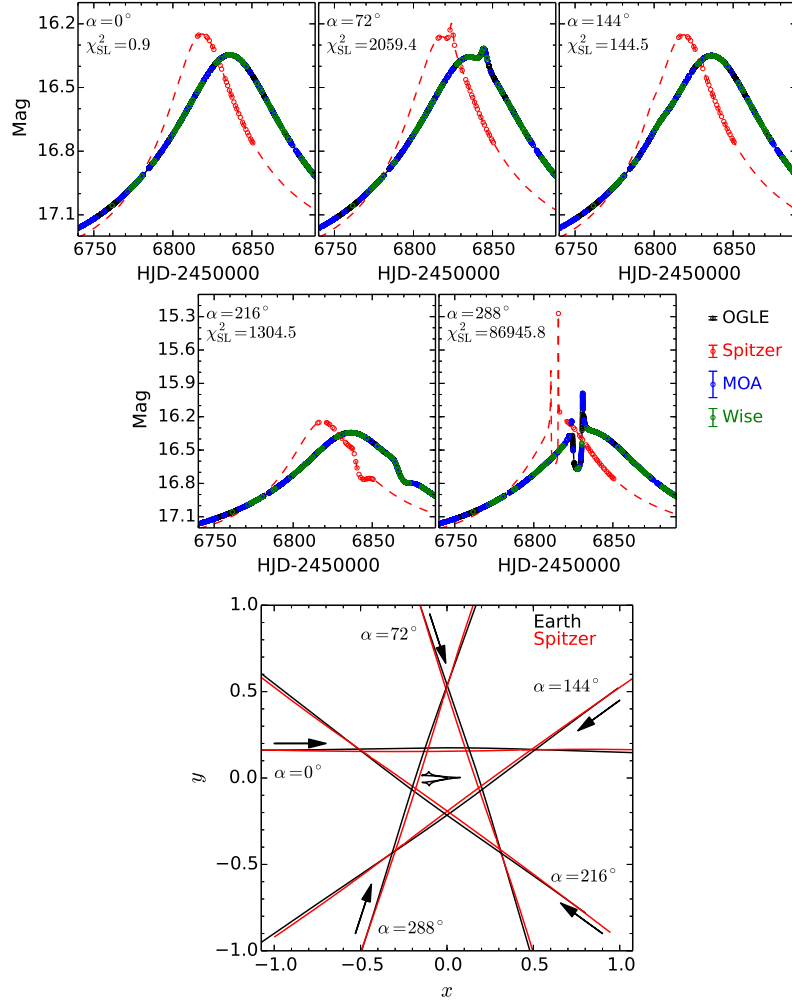 α=0°
χ²SL=0.9
α=72°
χ²SL=2059.4
α=144°
χ²SL=144.5
16.2
16.5
16.8
17.1
Mag
6750 6800 6850
6750 6800 6850
6750 6800 6850
HJD-2450000
HJD-2450000
HJD-2450000
α=216°
χ²SL=1304.5
α=288°
χ²SL=86945.8
15.3
15.6
15.9
16.2
16.5
16.8
17.1
Mag
6750 6800 6850
6750 6800 6850
HJD-2450000
HJD-2450000
OGLE
Spitzer
MOA
Wise
1.0
0.5
0.0
−0.5
−1.0
y
Earth
Spitzer
α=72°
α=144°
α=0°
α=216°
α=288°
−1.0 −0.5 0.0 0.5 1.0
x